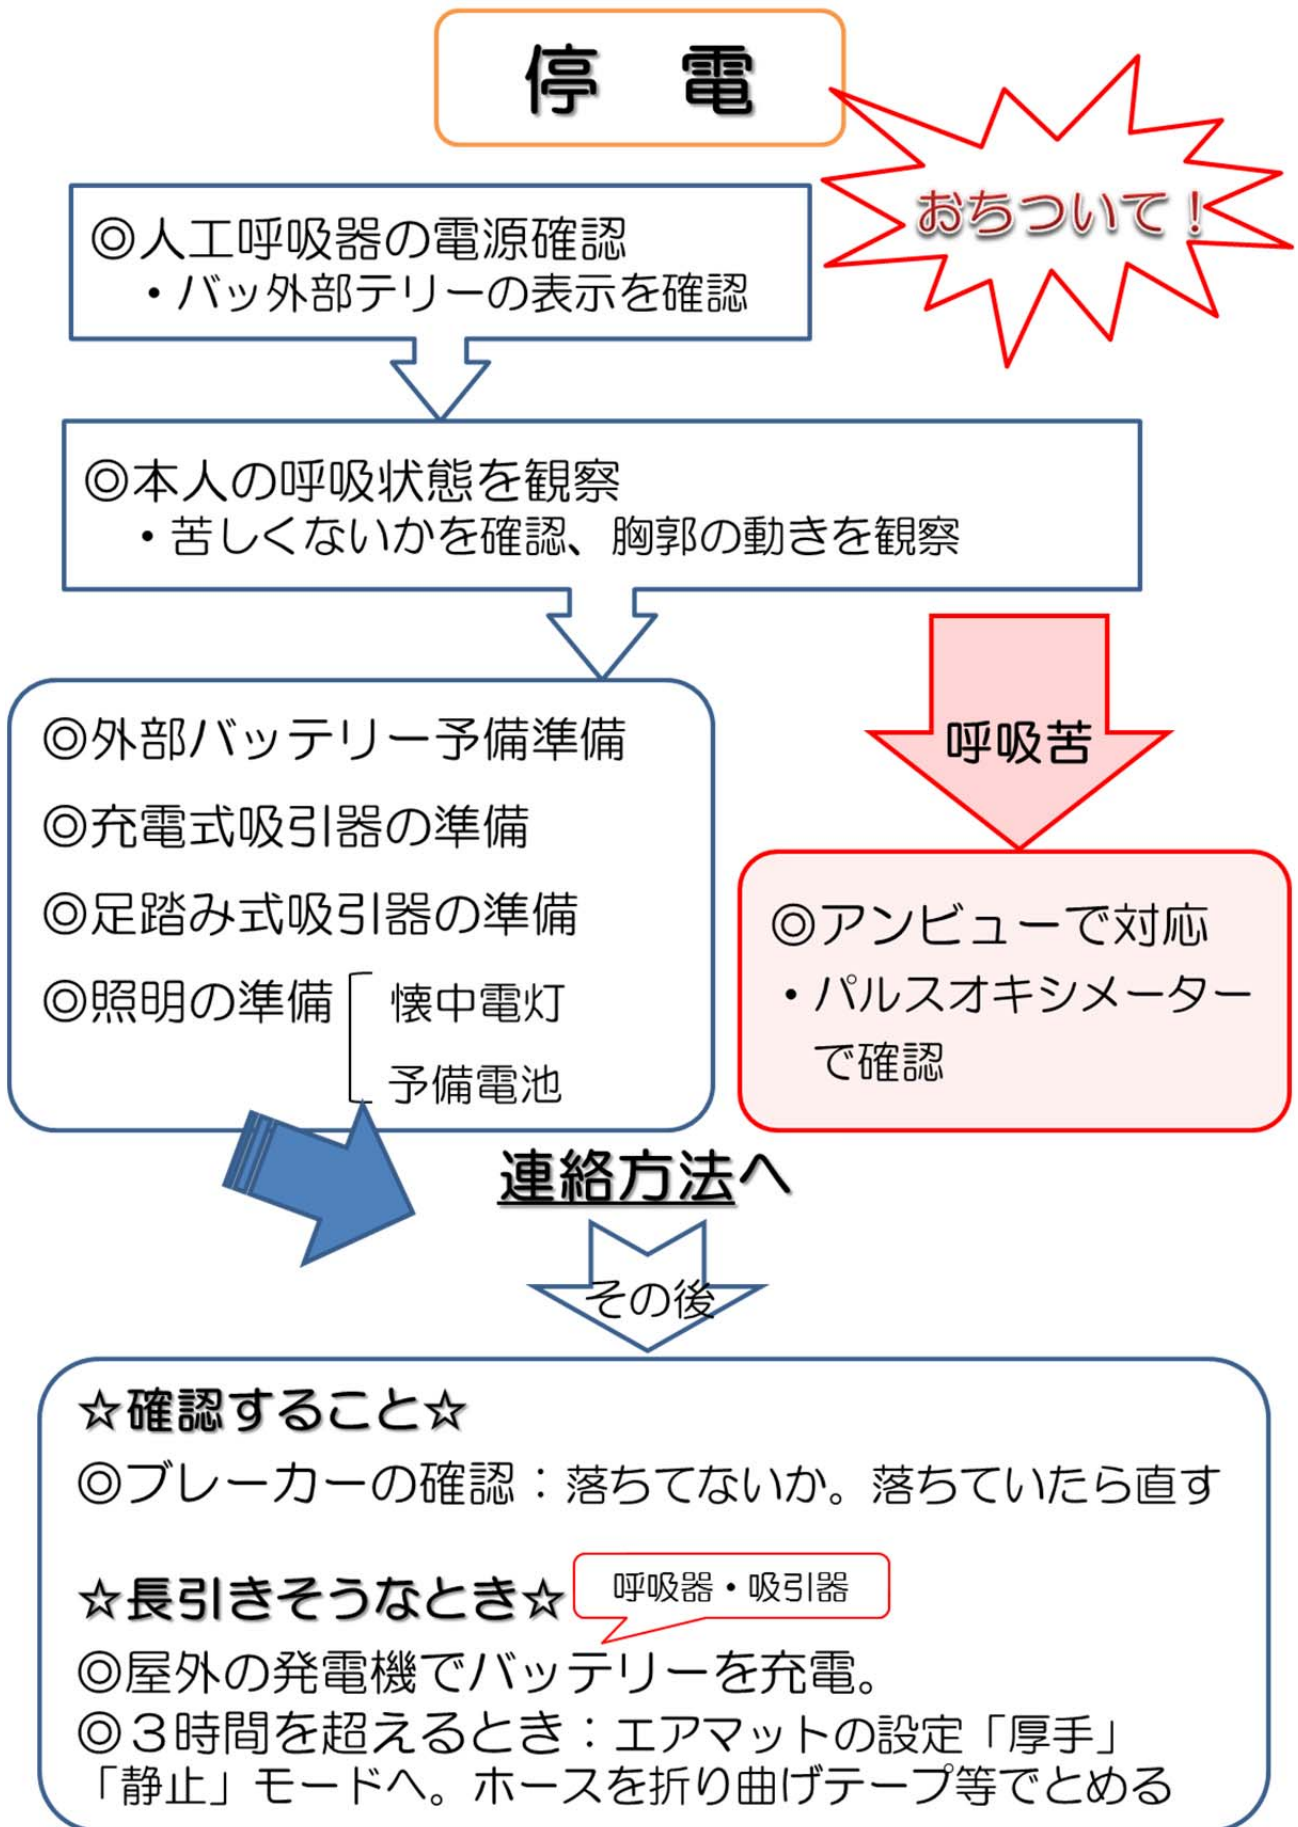 停　電
おちついて！
◎人工呼吸器の電源確認
・バッ外部テリーの表示を確認
◎本人の呼吸状態を観察
・苦しくないかを確認、胸郭の動きを観察
◎外部バッテリー予備準備
◎充電式吸引器の準備
◎足踏み式吸引器の準備
◎照明の準備
懐中電灯
予備電池
呼吸苦
◎アンビューで対応
・パルスオキシメーター
で確認
連絡方法へ
その後
☆確認すること☆
◎ブレーカーの確認：落ちてないか。落ちていたら直す
☆長引きそうなとき☆
呼吸器・吸引器
◎屋外の発電機でバッテリーを充電。
◎３時間を超えるとき：エアマットの設定「厚手」
「静止」モードへ。ホースを折り曲げテープ等でとめる